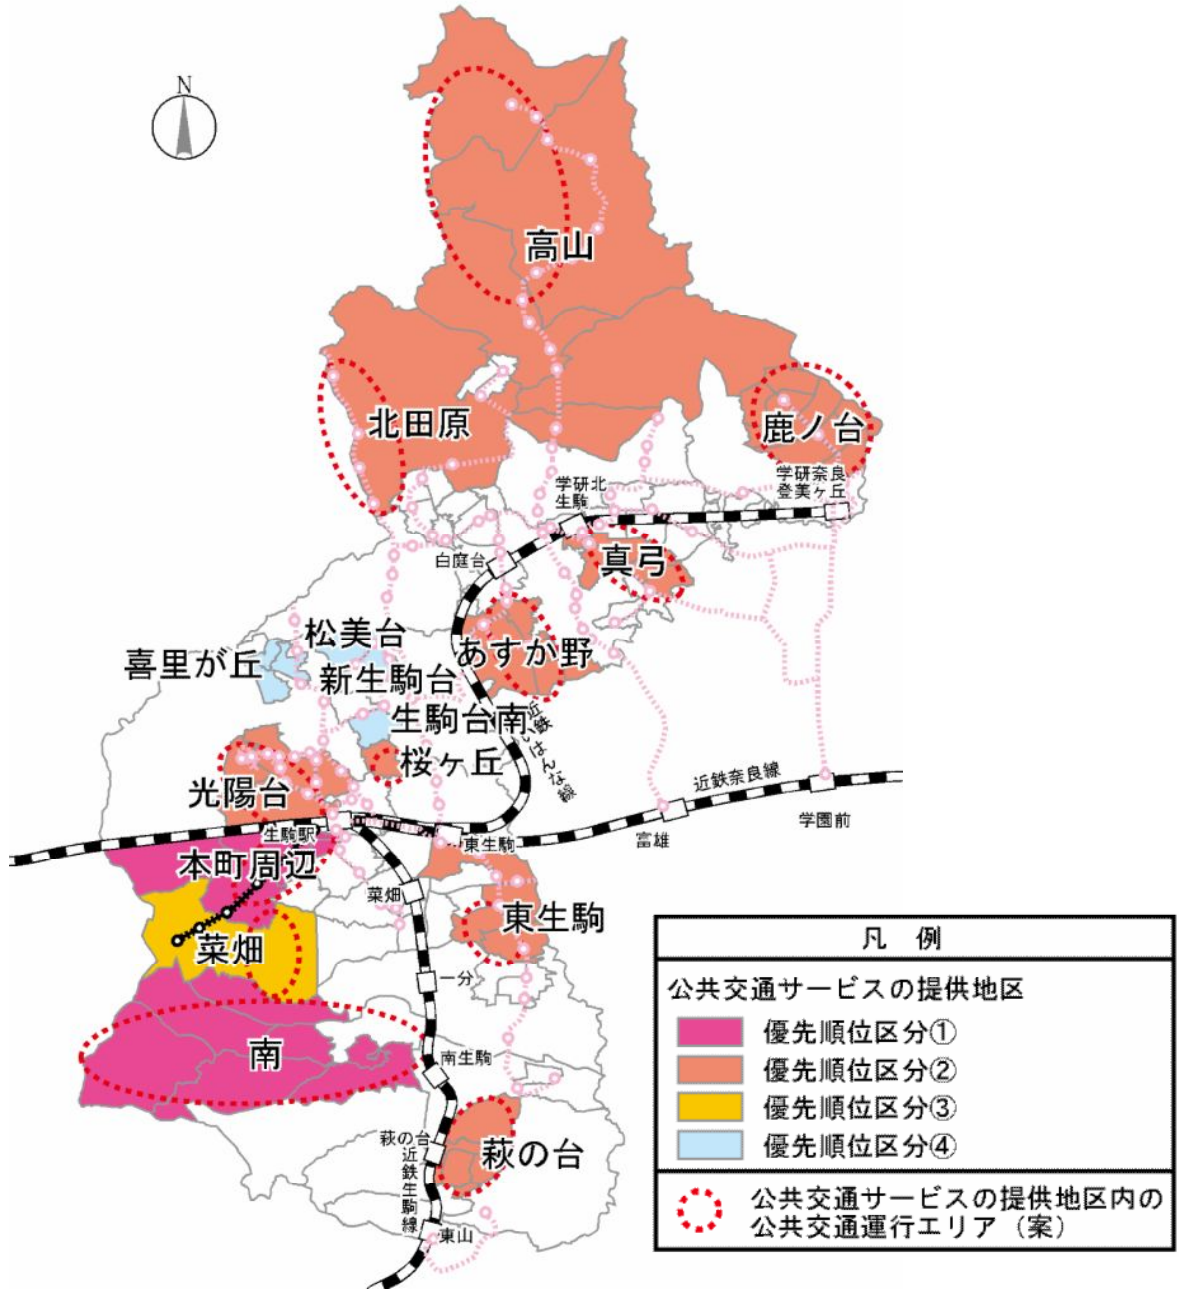 N
高山
北田原
鹿ノ台
学研北
生駒
学研奈良
登美ヶ丘
白庭台
真弓
松美台
喜里が丘
新生駒台
あすか野
生駒台南
桜ヶ丘
近鉄けいはんな線
光陽台
近鉄奈良線
生駒駅
東生駒
富雄
学園前
本町周辺
菜畑
東生駒
菜畑
一分
南
南生駒
萩の台
萩の台
近鉄生駒線
東山
凡 例
公共交通サービスの提供地区
優先順位区分①
優先順位区分②
優先順位区分③
優先順位区分④
公共交通サービスの提供地区内の
公共交通運行エリア（案）